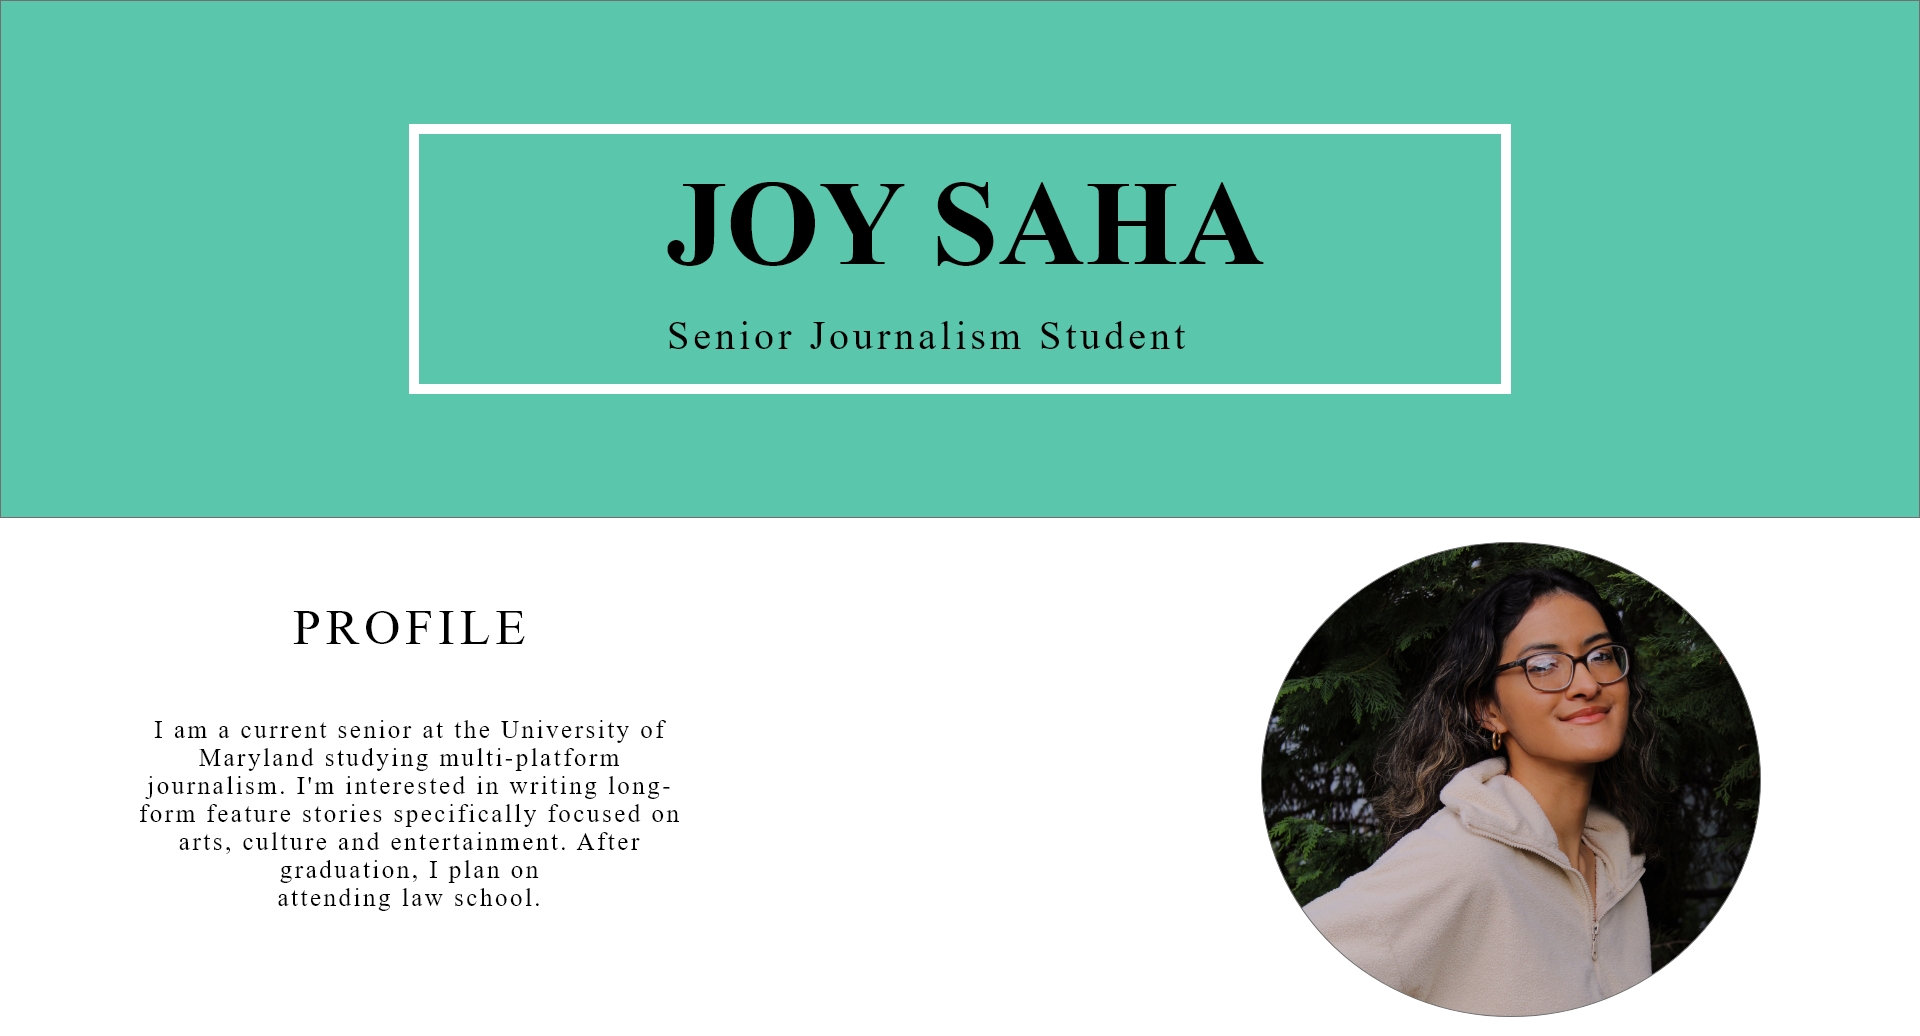 JOY SAHA
Senior Journalism Student
PROFILE
I am a current senior at the University of
Maryland studying multi-platform
journalism. I'm interested in writing long-
form feature stories specifically focused on
arts, culture and entertainment. After
graduation, I plan on
attending law school.